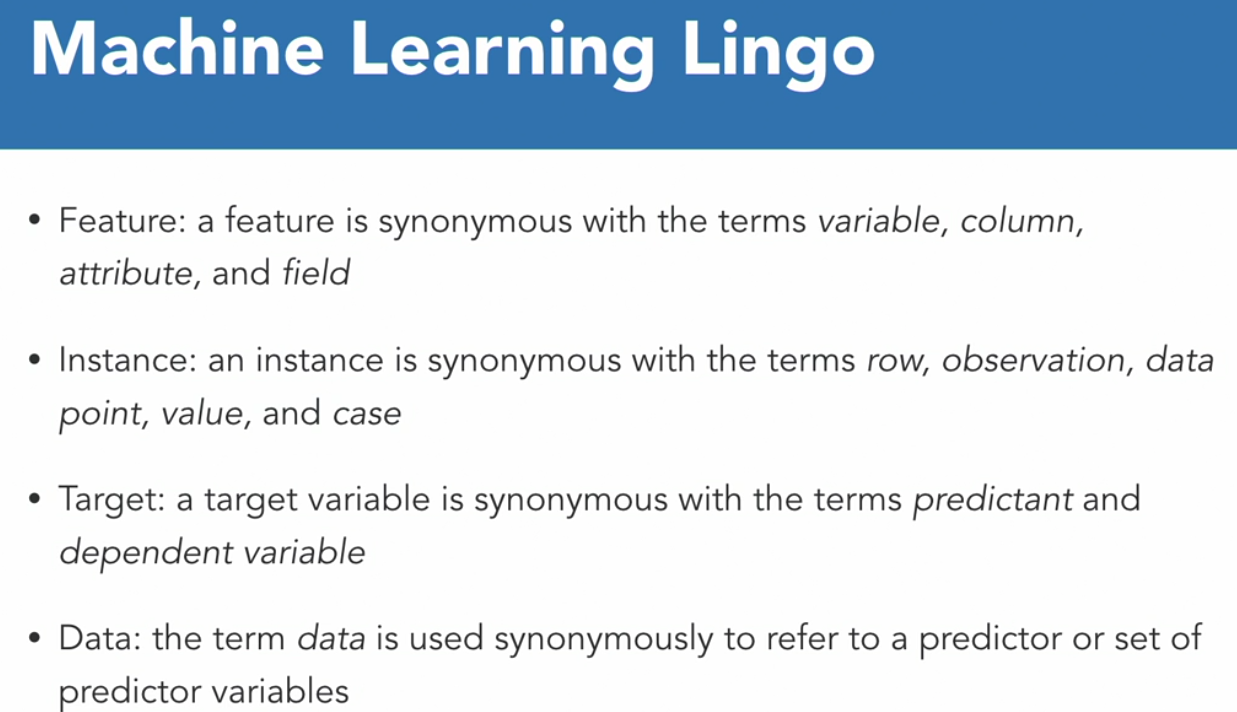 Machine Learning Lingo
• Feature: a feature is synonymous with the terms variable, column,
attribute, and field
• Instance: an instance is synonymous with the terms row, observation, data
point, value, and case
• Target: a target variable is synonymous with the terms predictant and
dependent variable
• Data: the term data is used synonymously to refer to a predictor or set of
predictor variables